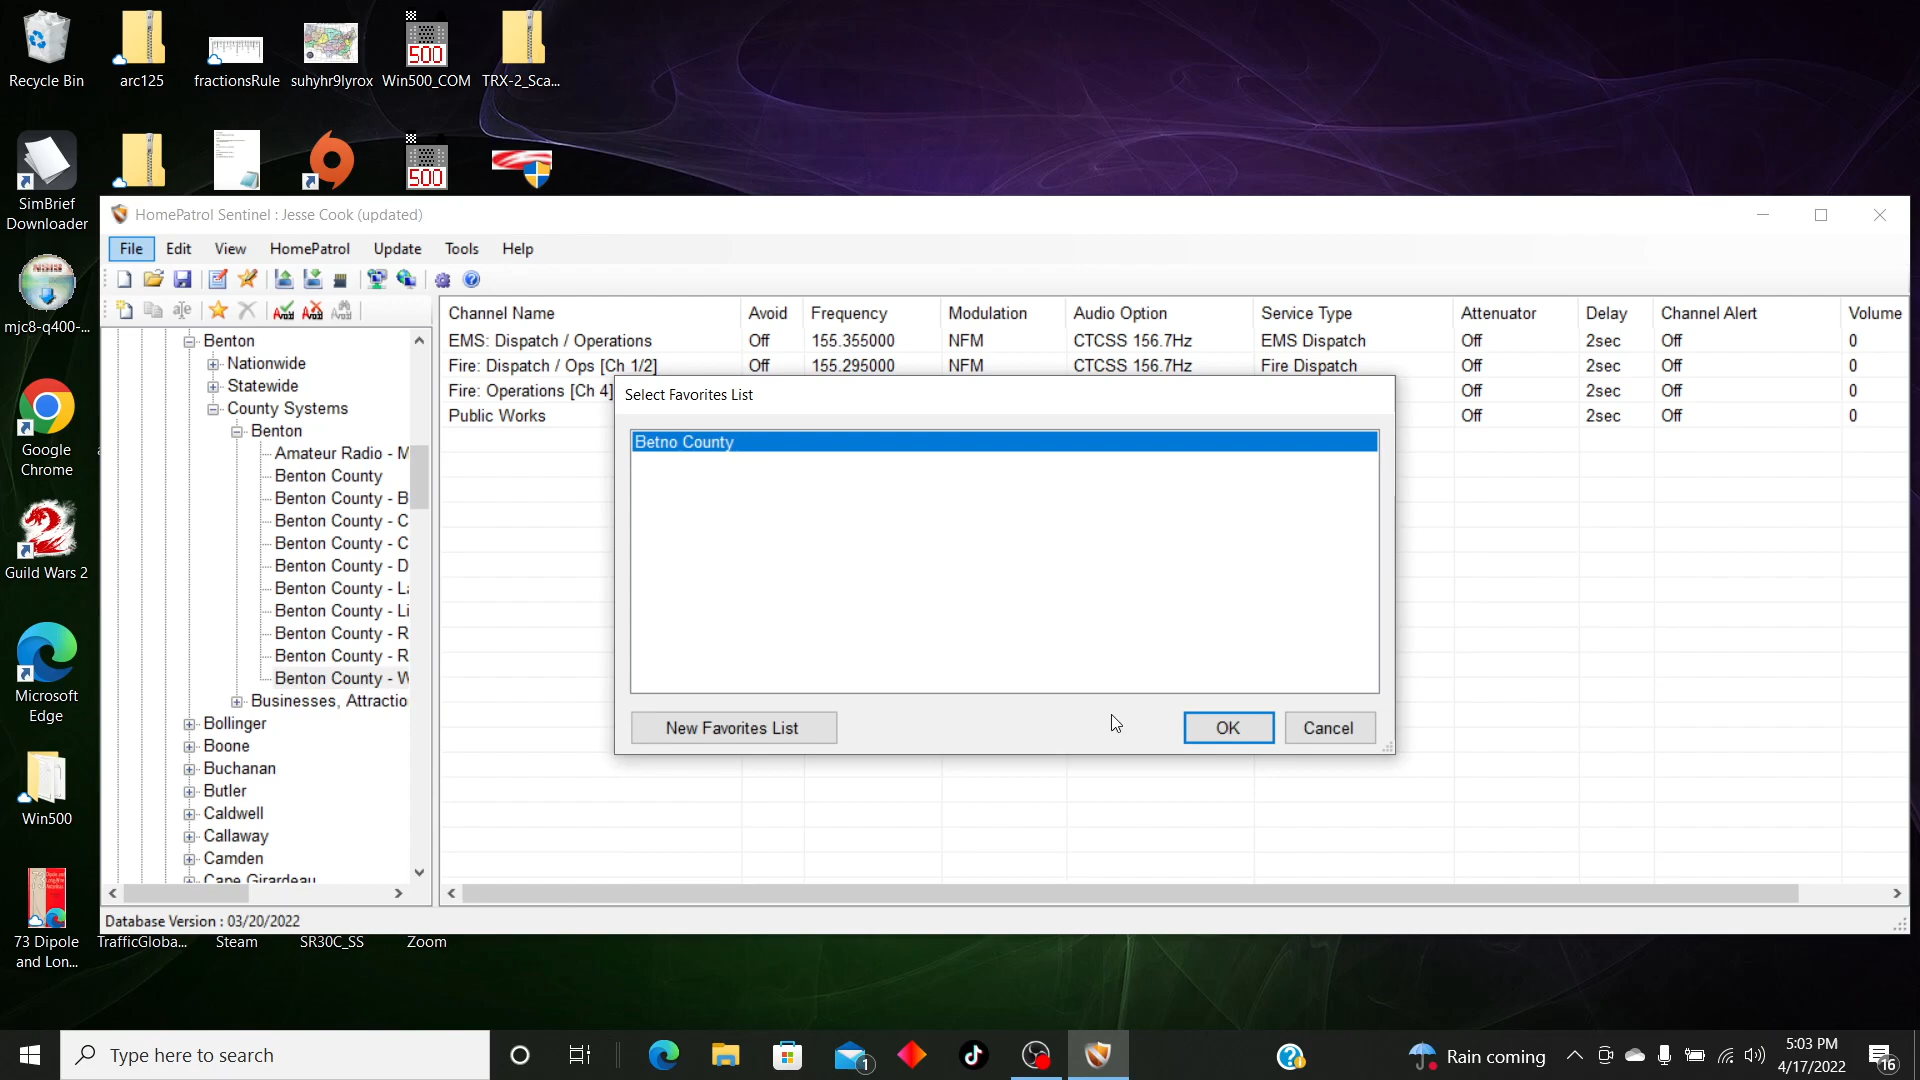 Recycle Bin
arc125
fractionsRule
suhyhr9lyrox
Win500_COM
TRX-2_Sca...
500
500
SimBrief
Downloader
mjc8-q400-...
Google
Chrome
Guild Wars 2
Microsoft
Edge
Win500
73 Dipole
and Lon...
TrafficGloba...
Steam
SR30C_SS
Zoom
HomePatrol Sentinel : Jesse Cook (updated)
File Edit View HomePatrol Update Tools Help
Benton
Nationwide
Statewide
County Systems
Benton
Amateur Radio - M
Benton County
Benton County - B
Benton County - C
Benton County - C
Benton County - D
Benton County - La
Benton County - Li
Benton County - R
Benton County - R
Benton County - W
Businesses, Attractio
Bollinger
Boone
Buchanan
Butler
Caldwell
Callaway
Camden
Cape Girardeau
Channel Name Avoid Frequency Modulation Audio Option Service Type Attenuator Delay Channel Alert Volume
EMS: Dispatch / Operations Off 155.355000 NFM CTCSS 156.7Hz EMS Dispatch Off 2sec Off 0
Fire: Dispatch / Ops [Ch 1/2] Off 155.295000 NFM CTCSS 156.7Hz Fire Dispatch Off 2sec Off 0
Fire: Operations [Ch 4] Off 2sec Off 0
Public Works Off 2sec Off 0
Select Favorites List
Betno County
New Favorites List OK Cancel
Database Version : 03/20/2022
Type here to search
1
Rain coming
5:03 PM
4/17/2022
16